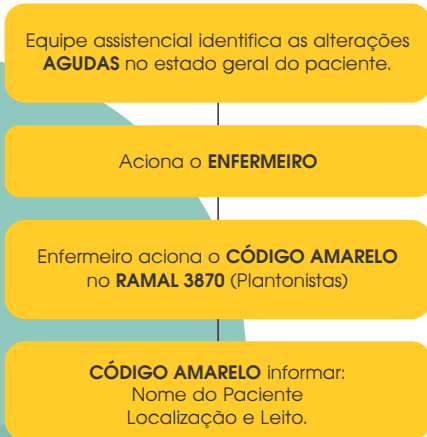 Equipe assistencial identifica as alterações
AGUDAS no estado geral do paciente.
Aciona o ENFERMEIRO
Enfermeiro aciona o CÓDIGO AMARELO
no RAMAL 3870 (Plantonistas)
CÓDIGO AMARELO informar:
Nome do Paciente
Localização e Leito.